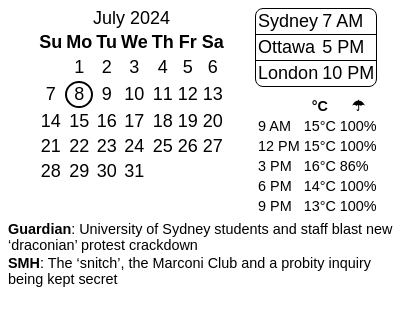 July 2024
Su Mo Tu We Th Fr Sa
1 2 3 4 5 6
7 8 9 10 11 12 13
14 15 16 17 18 19 20
21 22 23 24 25 26 27
28 29 30 31
Sydney 7 AM
Ottawa 5 PM
London 10 PM
°C ☂
9 AM 15°C 100%
12 PM 15°C 100%
3 PM 16°C 86%
6 PM 14°C 100%
9 PM 13°C 100%
Guardian: University of Sydney students and staff blast new
‘draconian’ protest crackdown
SMH: The ‘snitch’, the Marconi Club and a probity inquiry
being kept secret